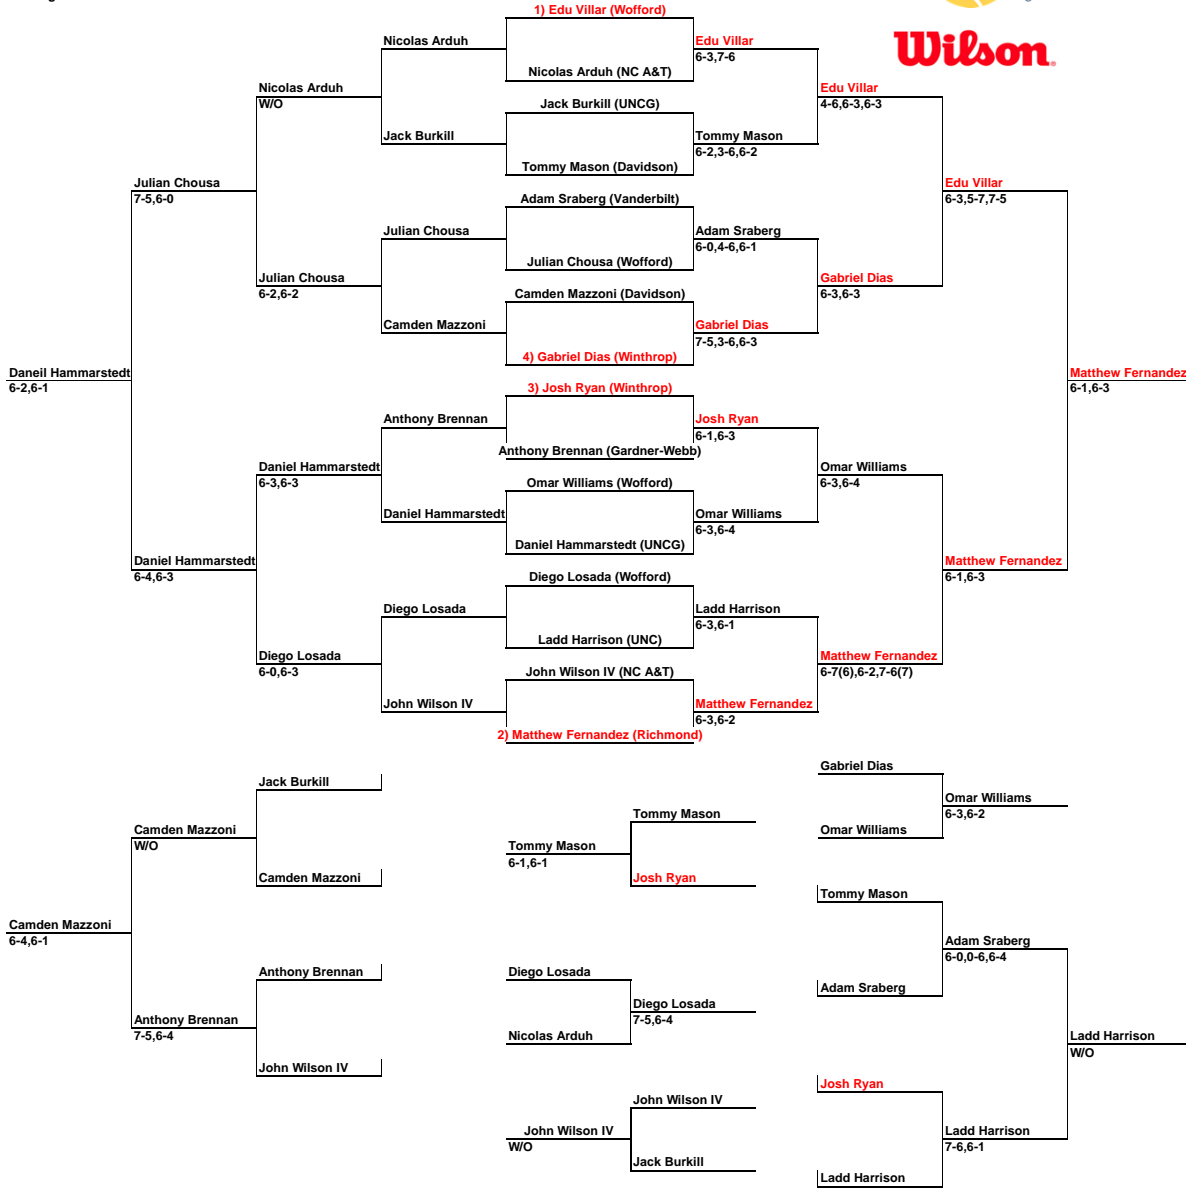 1) Edu Villar (Wofford)
Wilson.
Nicolas Arduh
Edu Villar
6-3,7-6
Nicolas Arduh (NC A&T)
Nicolas Arduh
W/O
Edu Villar
4-6,6-3,6-3
Jack Burkill (UNCG)
Jack Burkill
Tommy Mason
6-2,3-6,6-2
Tommy Mason (Davidson)
Julian Chousa
7-5,6-0
Edu Villar
6-3,5-7,7-5
Adam Sraberg (Vanderbilt)
Julian Chousa
Adam Sraberg
6-0,4-6,6-1
Julian Chousa (Wofford)
Julian Chousa
6-2,6-2
Gabriel Dias
6-3,6-3
Camden Mazzoni (Davidson)
Camden Mazzoni
Gabriel Dias
7-5,3-6,6-3
4) Gabriel Dias (Winthrop)
Daneil Hammarstedt
6-2,6-1
Matthew Fernandez
6-1,6-3
3) Josh Ryan (Winthrop)
Anthony Brennan
Josh Ryan
6-1,6-3
Anthony Brennan (Gardner-Webb)
Daniel Hammarstedt
6-3,6-3
Omar Williams
6-3,6-4
Omar Williams (Wofford)
Daniel Hammarstedt
Omar Williams
6-3,6-4
Daniel Hammarstedt (UNCG)
Daniel Hammarstedt
6-4,6-3
Matthew Fernandez
6-1,6-3
Diego Losada (Wofford)
Diego Losada
Ladd Harrison
6-3,6-1
Ladd Harrison (UNC)
Diego Losada
6-0,6-3
Matthew Fernandez
6-7(6),6-2,7-6(7)
John Wilson IV (NC A&T)
John Wilson IV
Matthew Fernandez
6-3,6-2
2) Matthew Fernandez (Richmond)
Gabriel Dias
Jack Burkill
Omar Williams
6-3,6-2
Tommy Mason
Camden Mazzoni
W/O
Omar Williams
Tommy Mason
6-1,6-1
Camden Mazzoni
Josh Ryan
Tommy Mason
Camden Mazzoni
6-4,6-1
Adam Sraberg
6-0,0-6,6-4
Anthony Brennan
Diego Losada
Adam Sraberg
Diego Losada
7-5,6-4
Anthony Brennan
7-5,6-4
Nicolas Arduh
Ladd Harrison
W/O
John Wilson IV
Josh Ryan
John Wilson IV
John Wilson IV
W/O
Ladd Harrison
7-6,6-1
Jack Burkill
Ladd Harrison